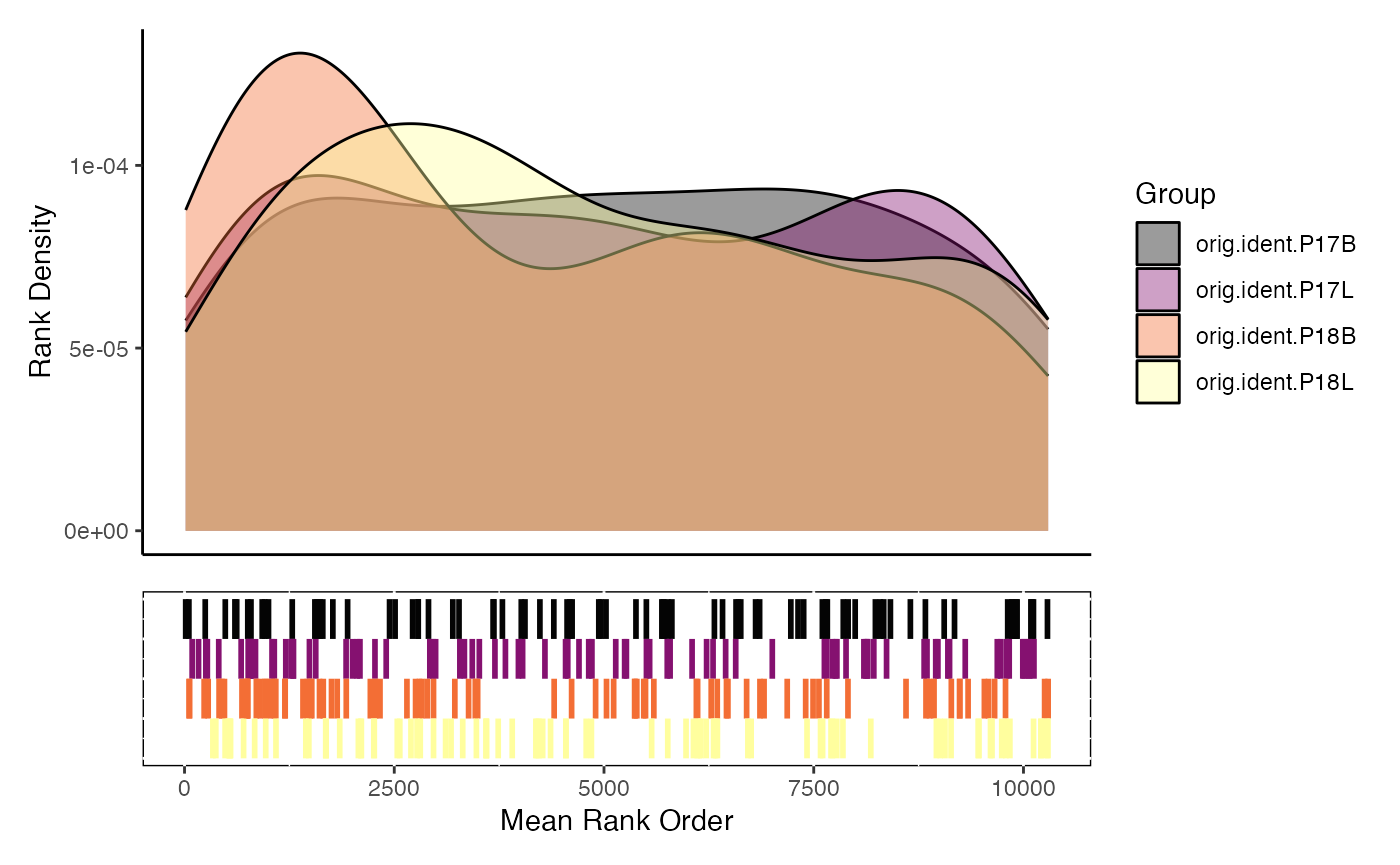 Rank Density
1e-04
5e-05
0e+00
Group
orig.ident.P17B
orig.ident.P17L
orig.ident.P18B
orig.ident.P18L
0 2500 5000 7500 10000
Mean Rank Order